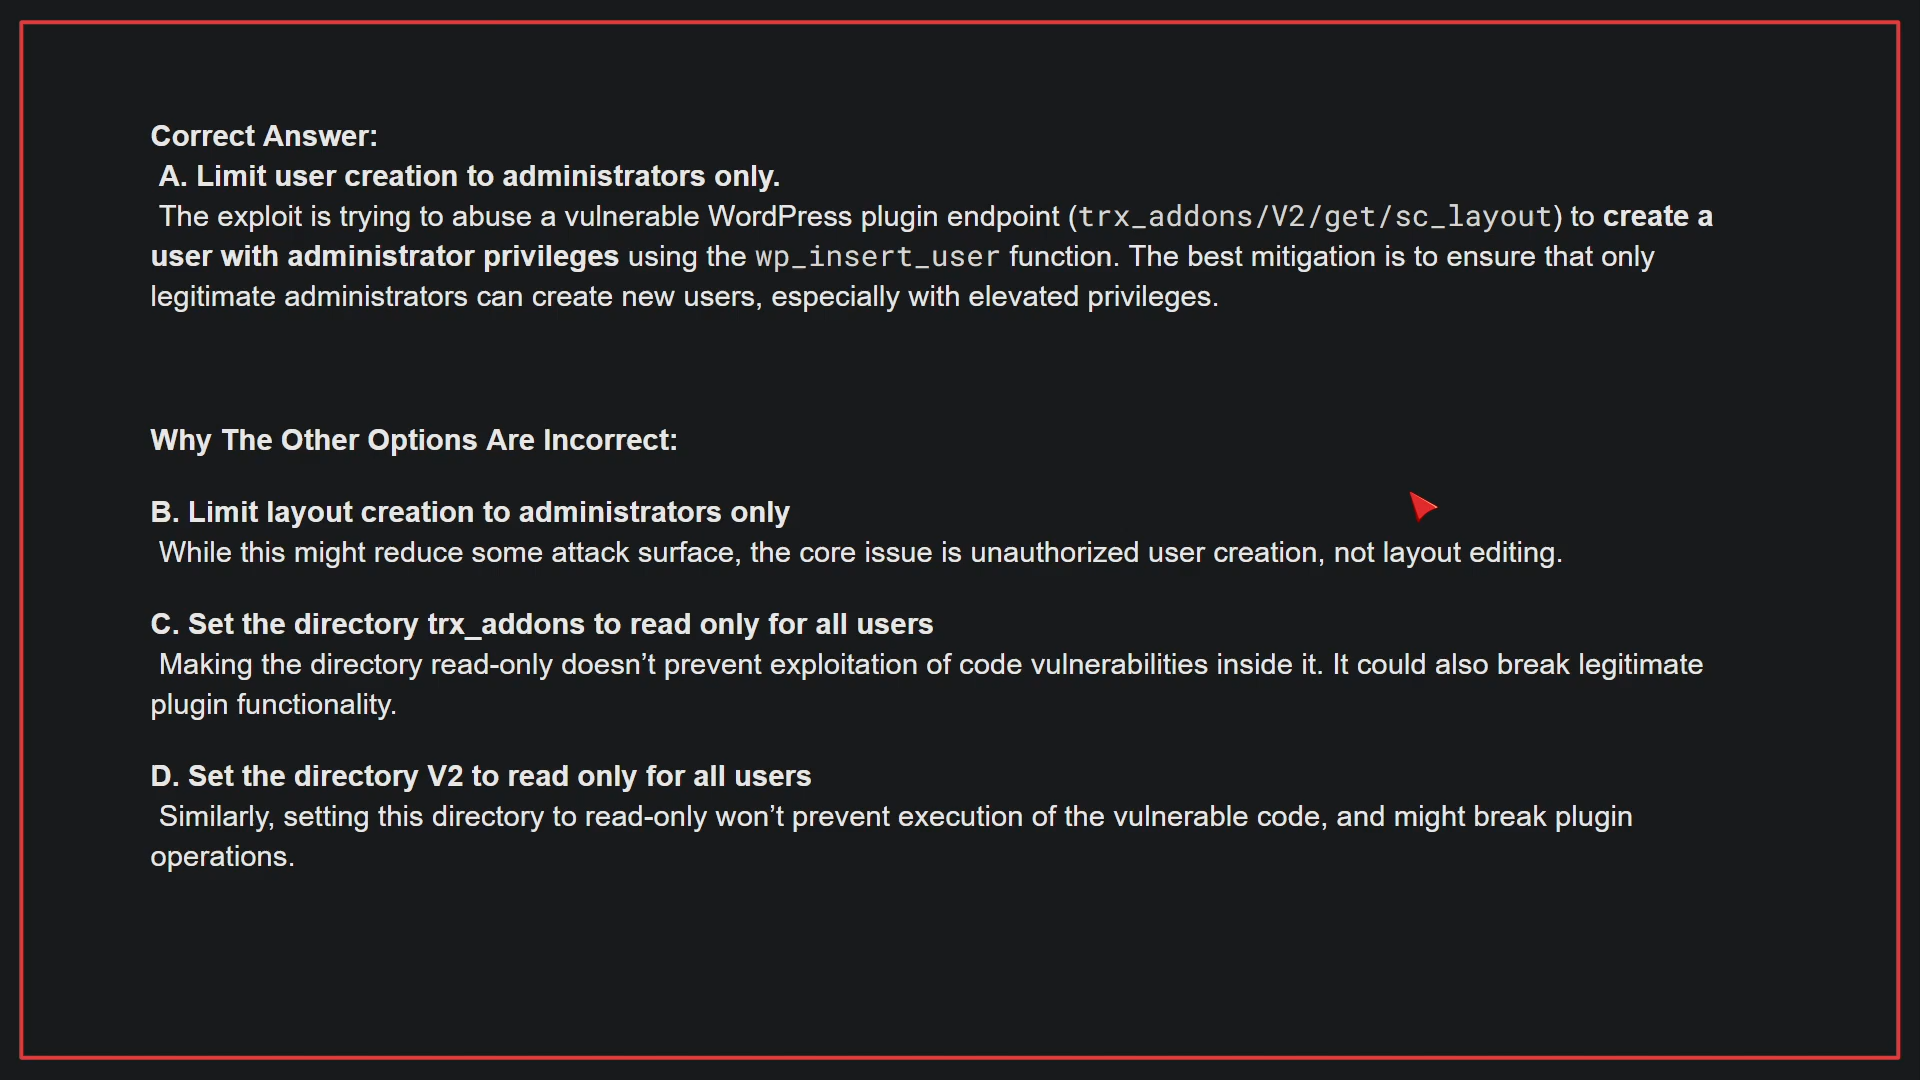 Correct Answer:
A. Limit user creation to administrators only.
The exploit is trying to abuse a vulnerable WordPress plugin endpoint (trx_addons/V2/get/sc_layout) to create a
user with administrator privileges using the wp_insert_user function. The best mitigation is to ensure that only
legitimate administrators can create new users, especially with elevated privileges.
Why The Other Options Are Incorrect:
B. Limit layout creation to administrators only
While this might reduce some attack surface, the core issue is unauthorized user creation, not layout editing.
C. Set the directory trx_addons to read only for all users
Making the directory read-only doesn’t prevent exploitation of code vulnerabilities inside it. It could also break legitimate
plugin functionality.
D. Set the directory V2 to read only for all users
Similarly, setting this directory to read-only won’t prevent execution of the vulnerable code, and might break plugin
operations.